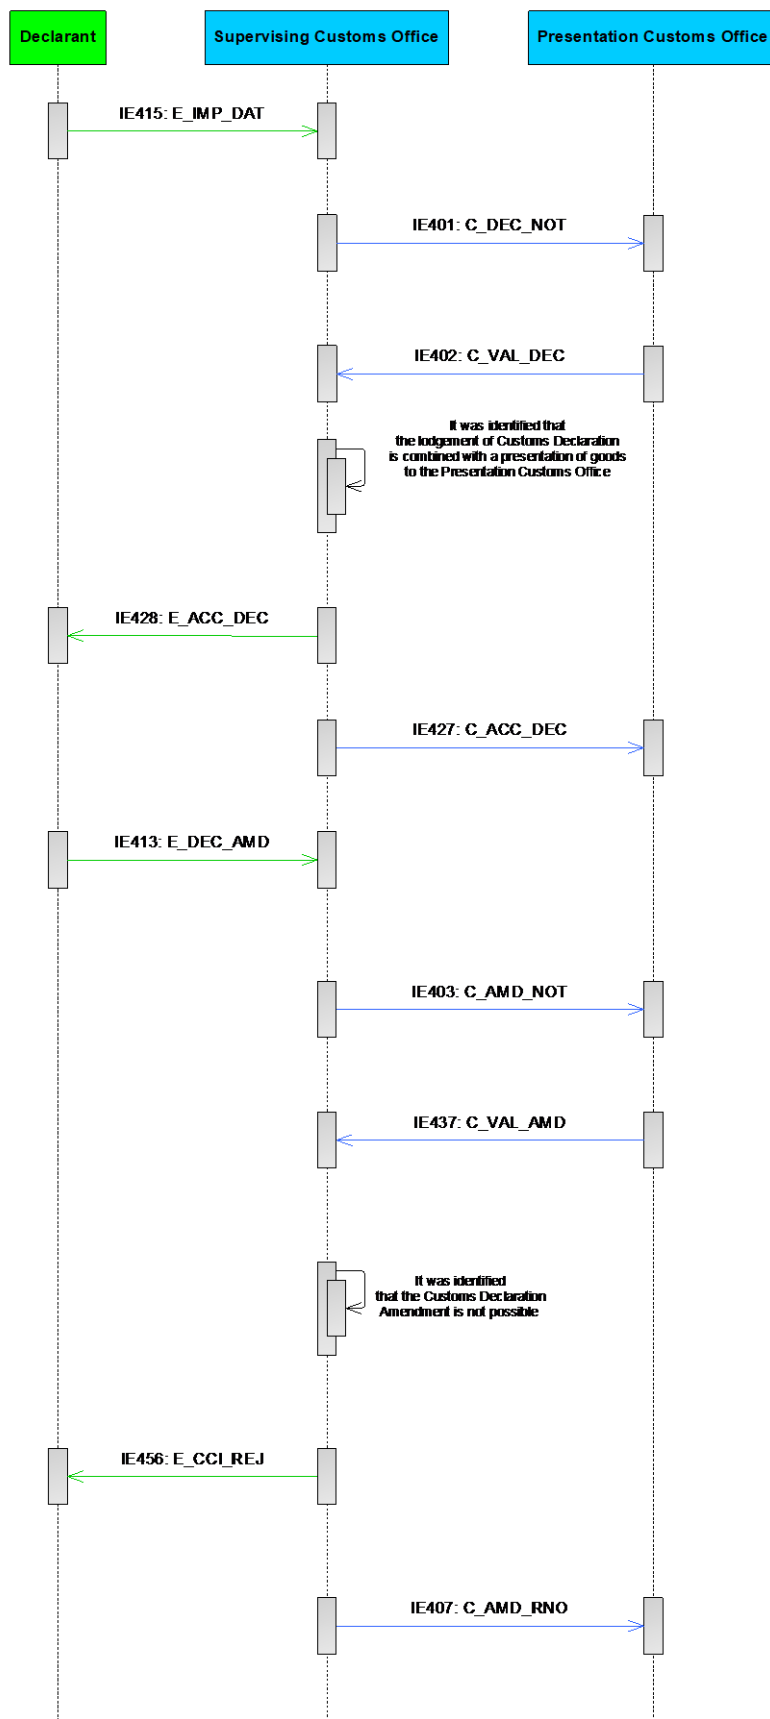 Declarant
Supervising Customs Office
Presentation Customs Office
IE415: E_IMP_DAT
IE401: C_DEC_NOT
IE402: C_VAL_DEC
It was identified that
the lodgement of Customs Declaration
is combined with a presentation of goods
to the Presentation Customs Office
IE428: E_ACC_DEC
IE427: C_ACC_DEC
IE413: E_DEC_AMD
IE403: C_AMD_NOT
IE437: C_VAL_AMD
It was identified
that the Customs Declaration
Amendment is not possible
IE456: E_CCI_REJ
IE407: C_AMD_RNO